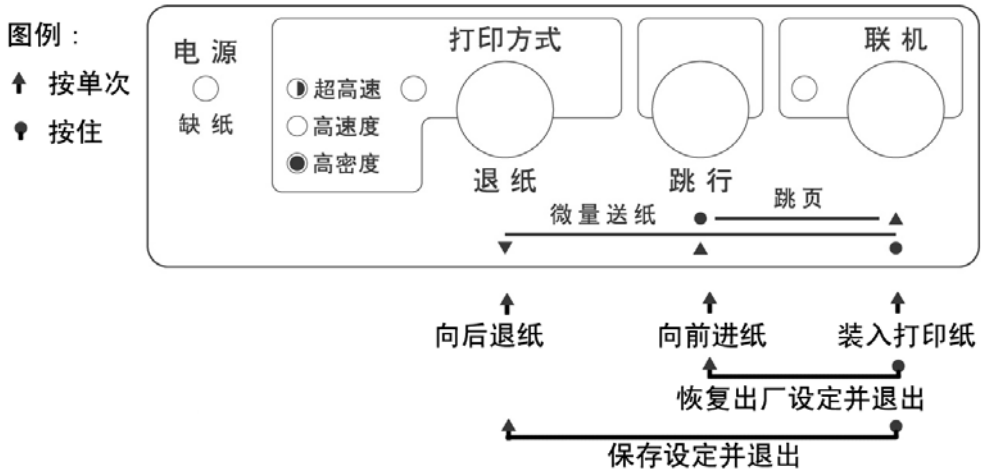 图例：
按单次
按住
电源
缺纸
打印方式
超高速
高速度
高密度
退纸
跳行
联机
跳页
微量送纸
向后退纸
向前进纸
装入打印纸
恢复出厂设定并退出
保存设定并退出